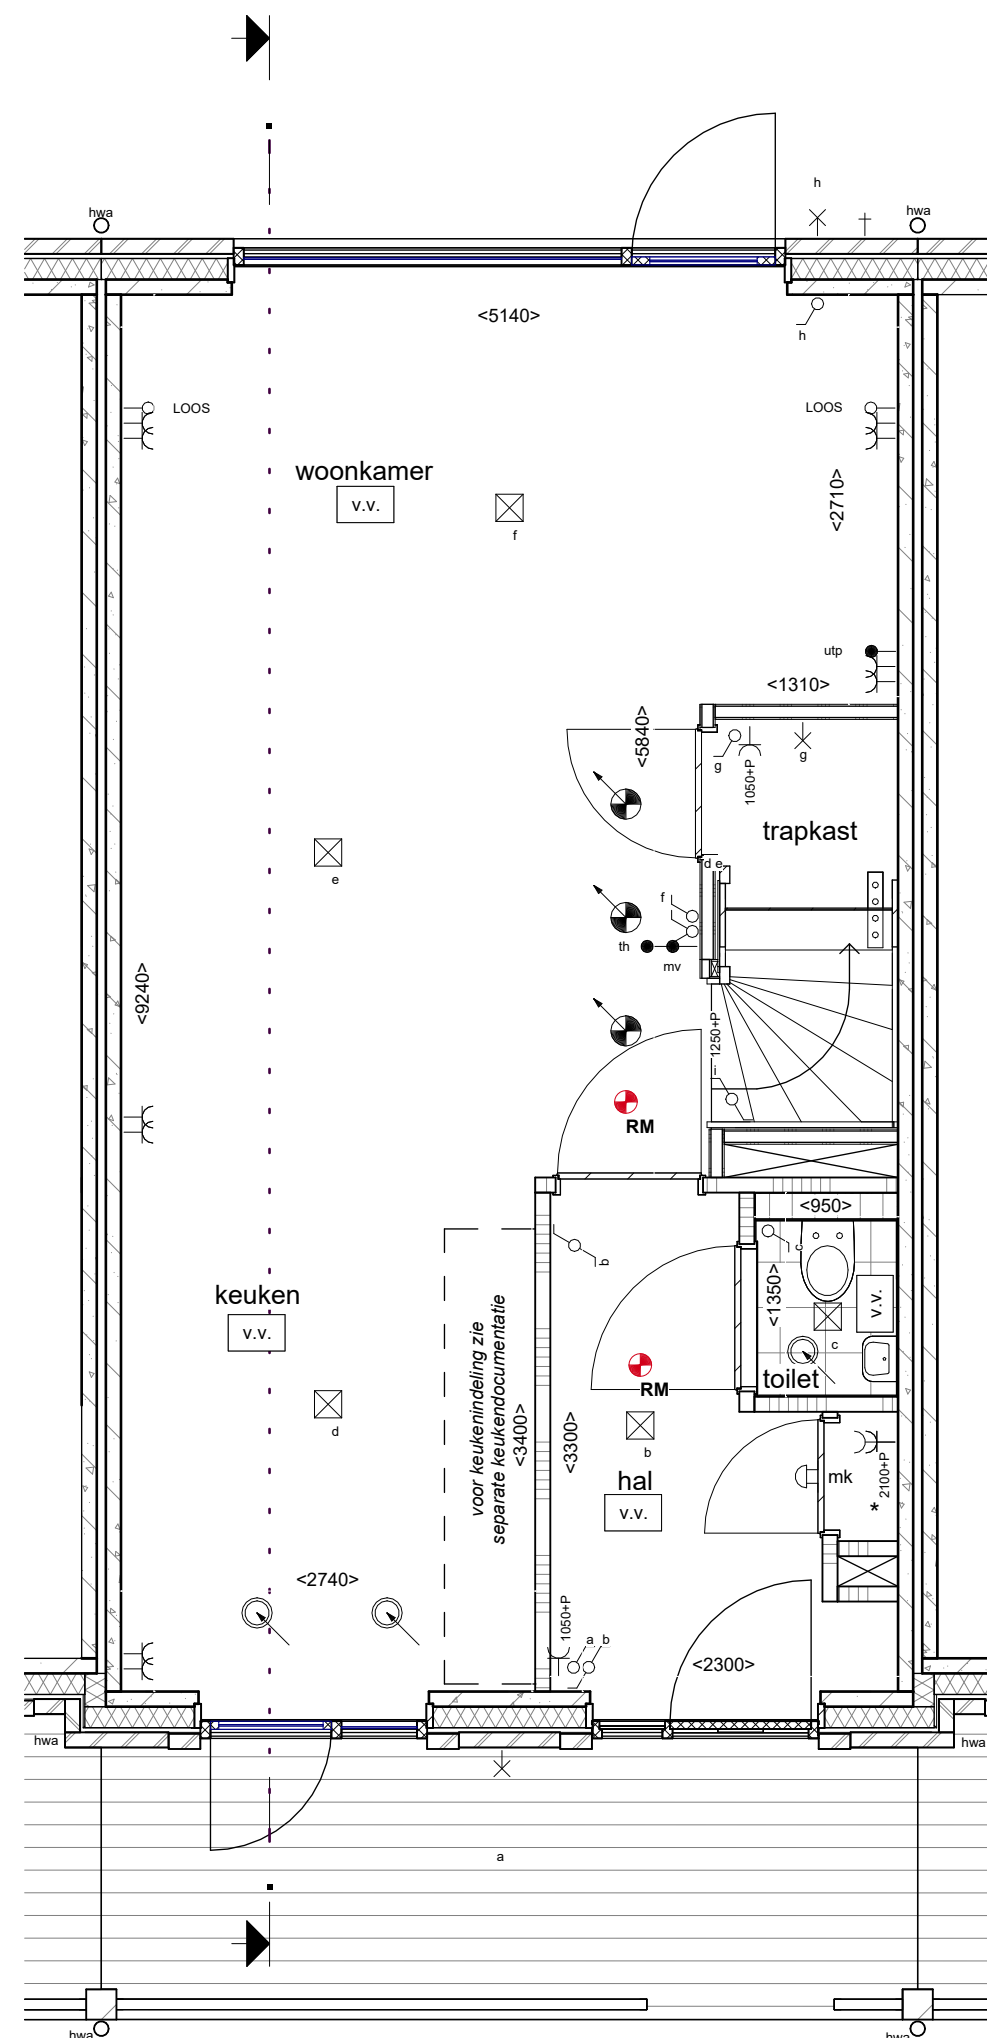 h
hwa
hwa
<5140>
h
LOOS
LOOS
woonkamer
v.v.
f
<2710>
utp
<1310>
<5840>
g
1050+P
g
trapkast
e
d e
f
th
mv
<9240>
1250+P
i
RM
<950>
b
c
<1350>
v.v.
keuken
v.v.
c
toilet
RM
voor keukenindeling zie
separate keukendocumentatie
<3400>
<3300>
d
b
hal
v.v.
mk
* 2100+P
<2740>
1050+P
a b
<2300>
hwa
hwa
a
hwa
hwa